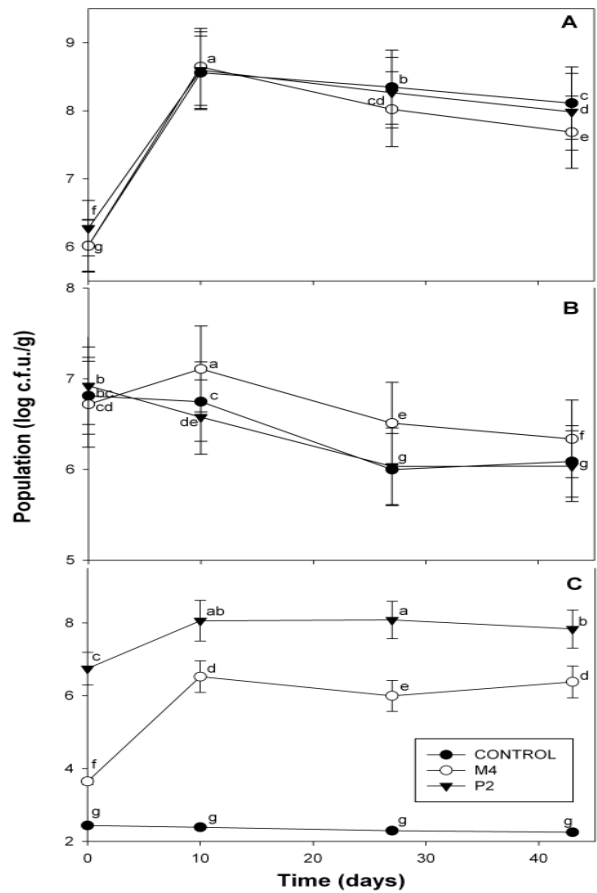 A
9
8
7
6
a
b
cd
c
d
e
f
g
B
8
7
6
5
b
bc
cd
a
c
de
e
g
f
g
C
8
6
4
2
c
ab
a
b
d
e
d
f
g
g
g
g
CONTROL
M4
P2
0
10
20
30
40
Time (days)
Population (log c.f.u./g)